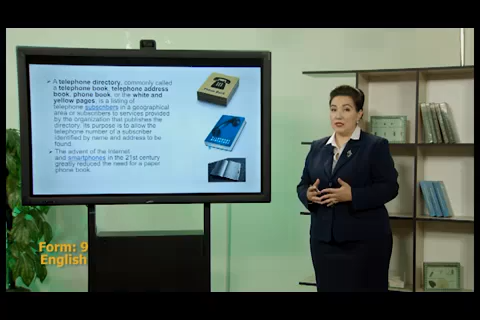 ➢ A telephone directory, commonly called
a telephone book, telephone address
book, phone book, or the white and
yellow pages, is a listing of
telephone subscribers in a geographical
area or subscribers to services provided
by the organization that publishes the
directory. Its purpose is to allow the
telephone number of a subscriber
identified by name and address to be
found.
➢ The advent of the Internet
and smartphones in the 21st century
greatly reduced the need for a paper
phone book.
Form: 9
English